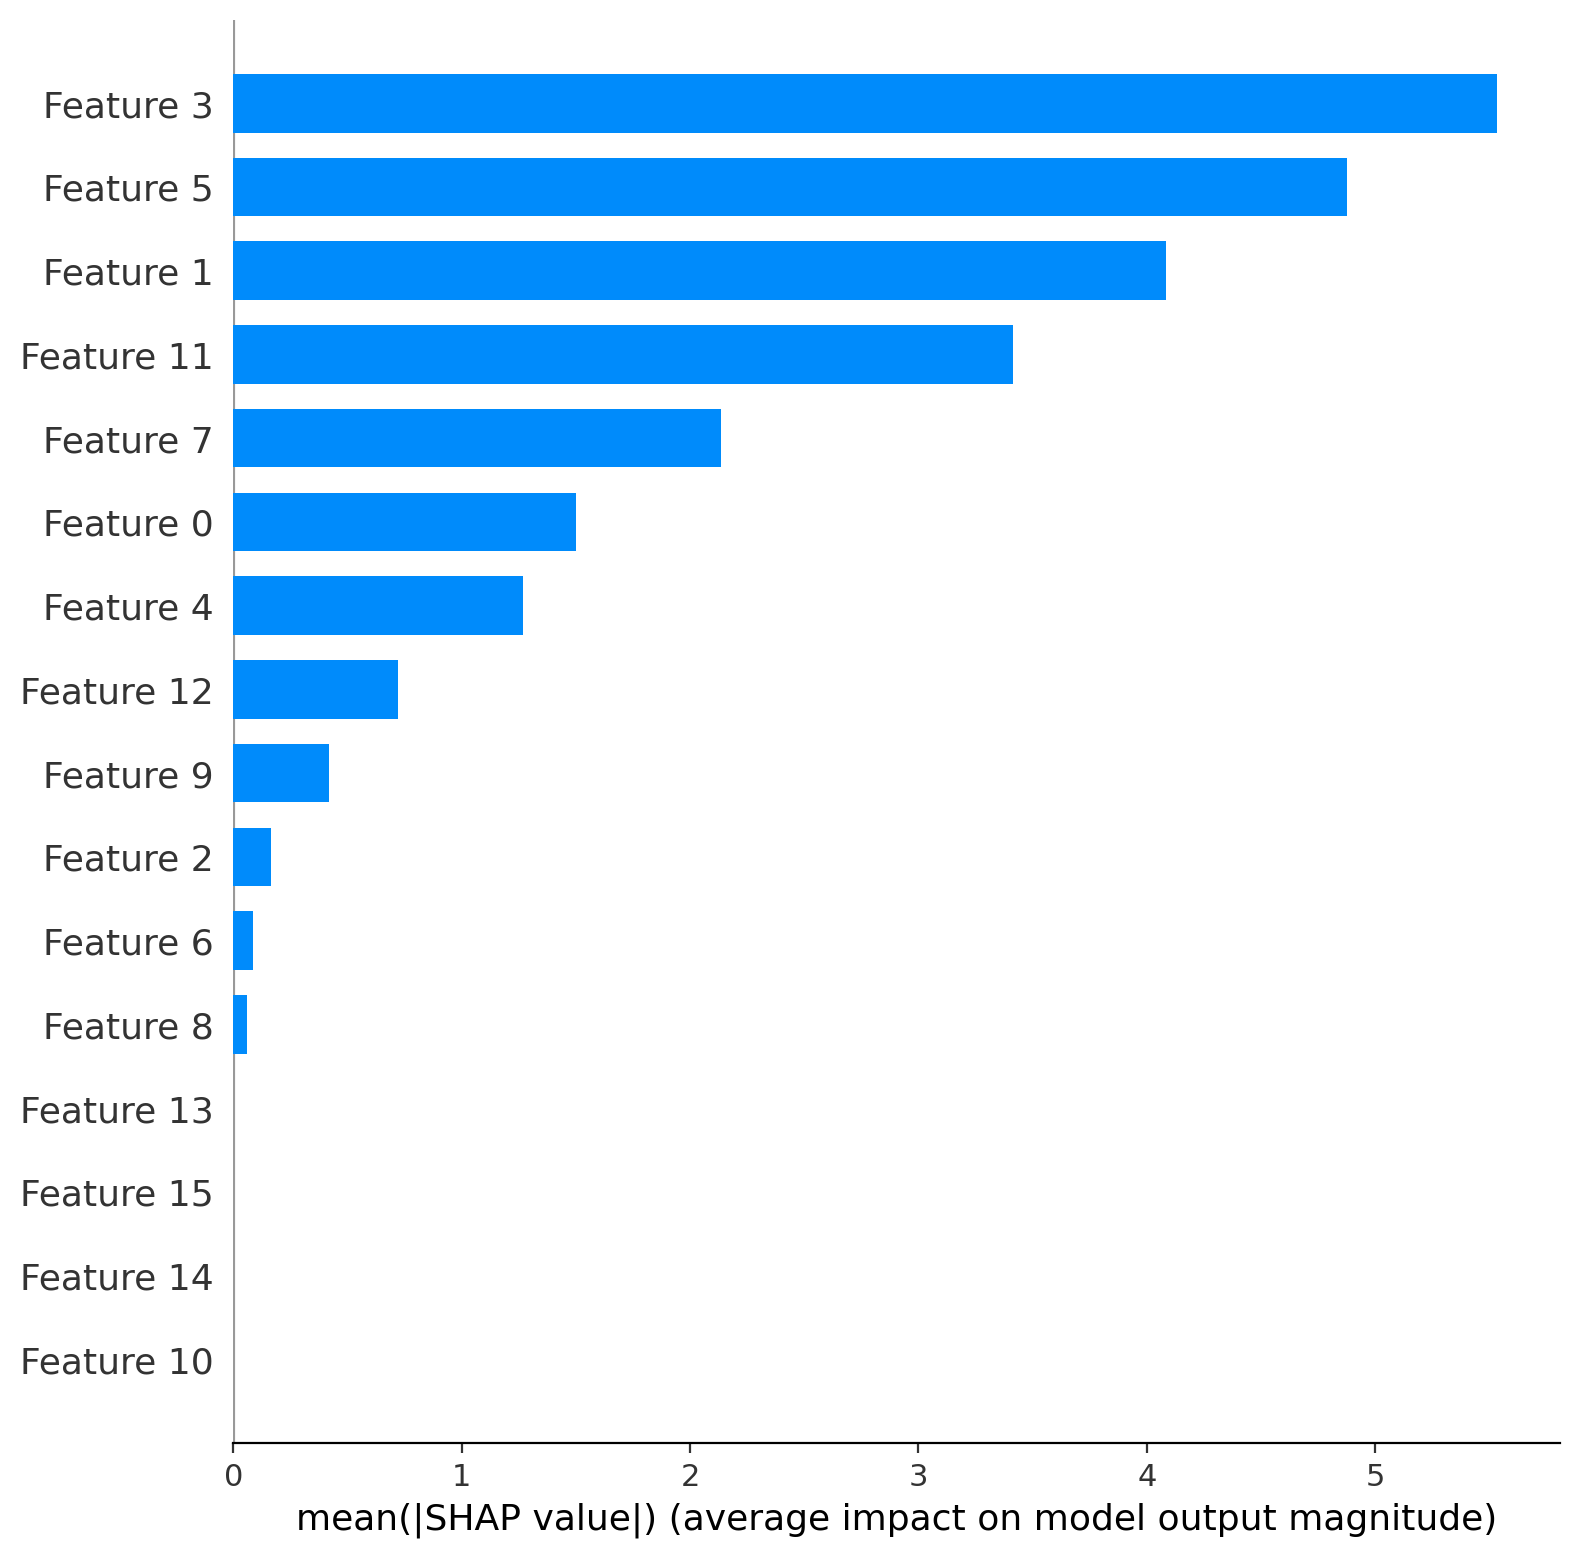 Feature 3
Feature 5
Feature 1
Feature 11
Feature 7
Feature 0
Feature 4
Feature 12
Feature 9
Feature 2
Feature 6
Feature 8
Feature 13
Feature 15
Feature 14
Feature 10
0 1 2 3 4 5
mean(|SHAP value|) (average impact on model output magnitude)